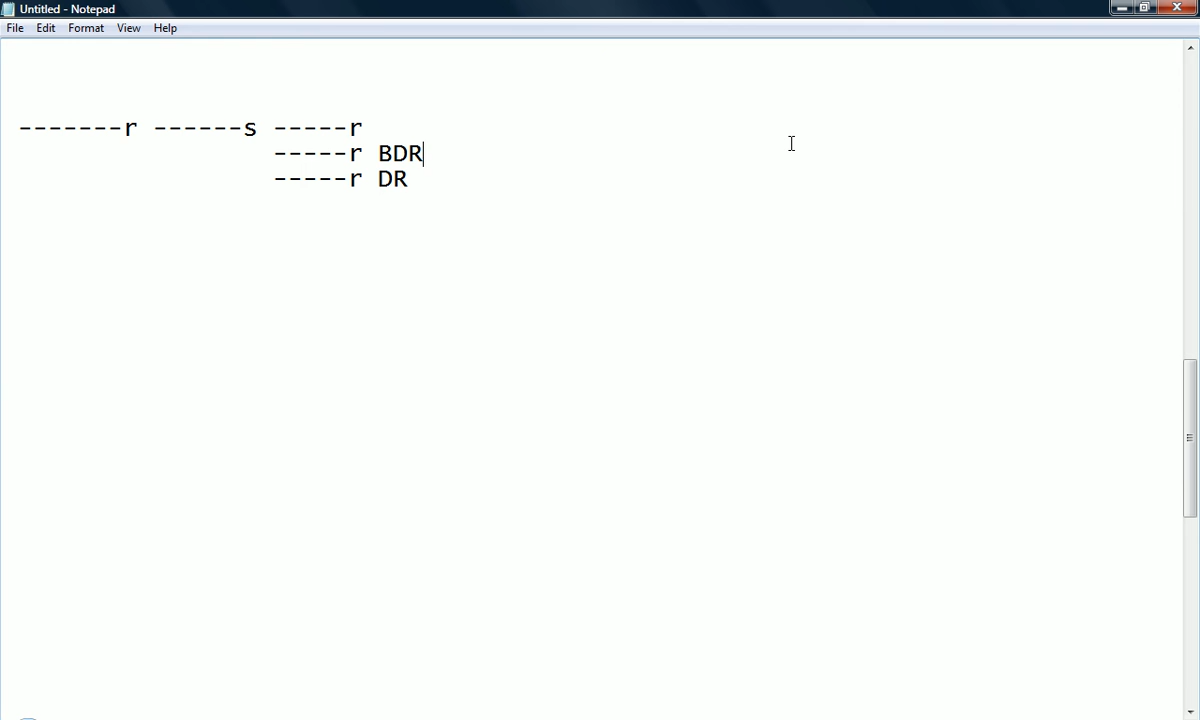 Untitled - Notepad
File Edit Format View Help
-------r ------s -----r
-----r BDR
-----r DR